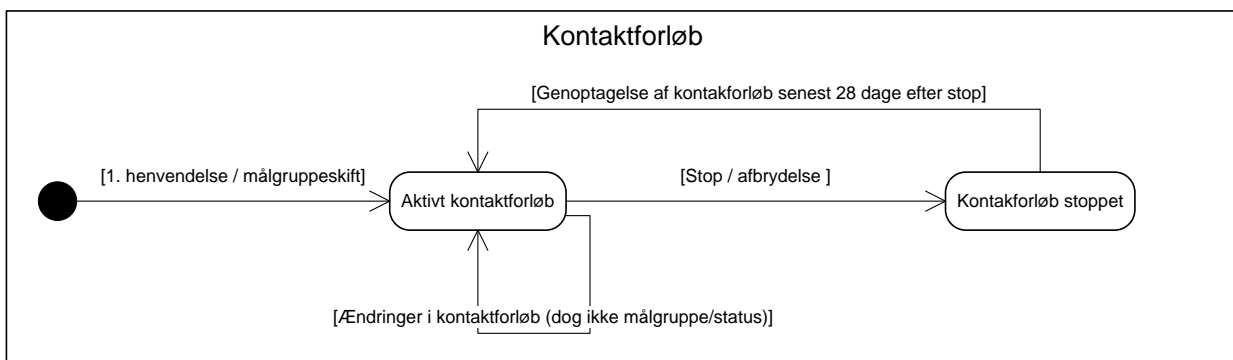 Kontaktforløb
[Genoptagelse af kontakforløb senest 28 dage efter stop]
[1. henvendelse / målgruppeskift]
[Stop / afbrydelse ]
Aktivt kontaktforløb
Kontakforløb stoppet
[Ændringer i kontaktforløb (dog ikke målgruppe/status)]